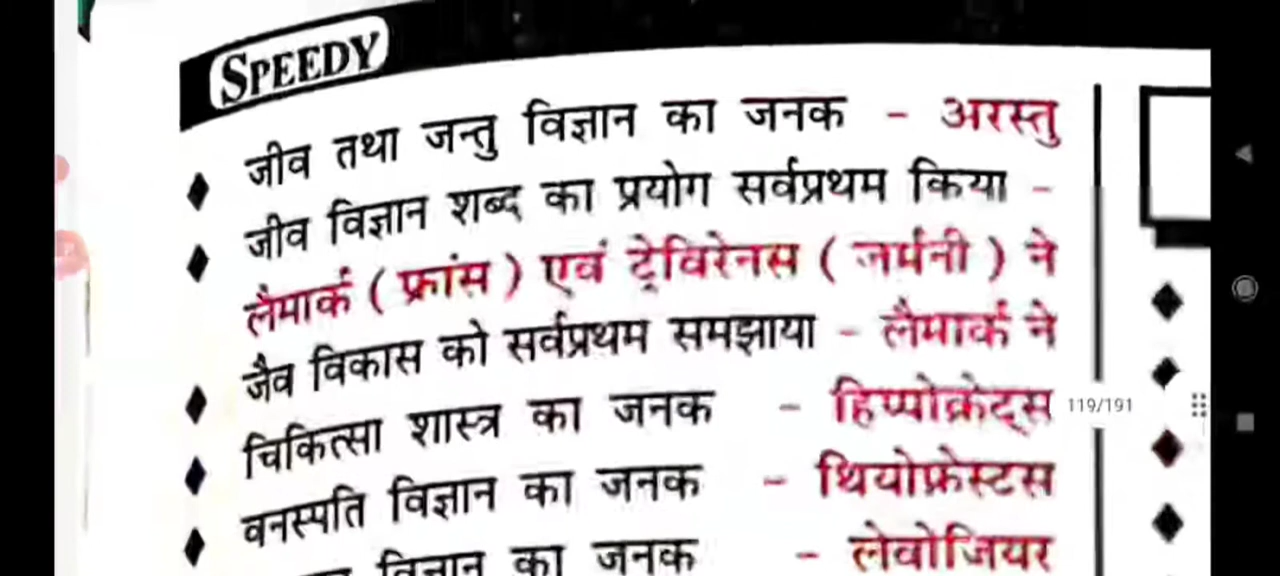 SPEEDY
जीव तथा जन्तु विज्ञान का जनक - अरस्तु
जीव विज्ञान शब्द का प्रयोग सर्वप्रथम किया -
लैमार्क ( फ्रांस ) एवं ट्रेविरेनस ( जर्मनी ) ने
जैव विकास को सर्वप्रथम समझाया - लैमार्क ने
चिकित्सा शास्त्र का जनक - हिप्पोक्रेट्स
119/191
वनस्पति विज्ञान का जनक - थियोफ्रेस्टस
विज्ञान का जनक - लेवोजियर